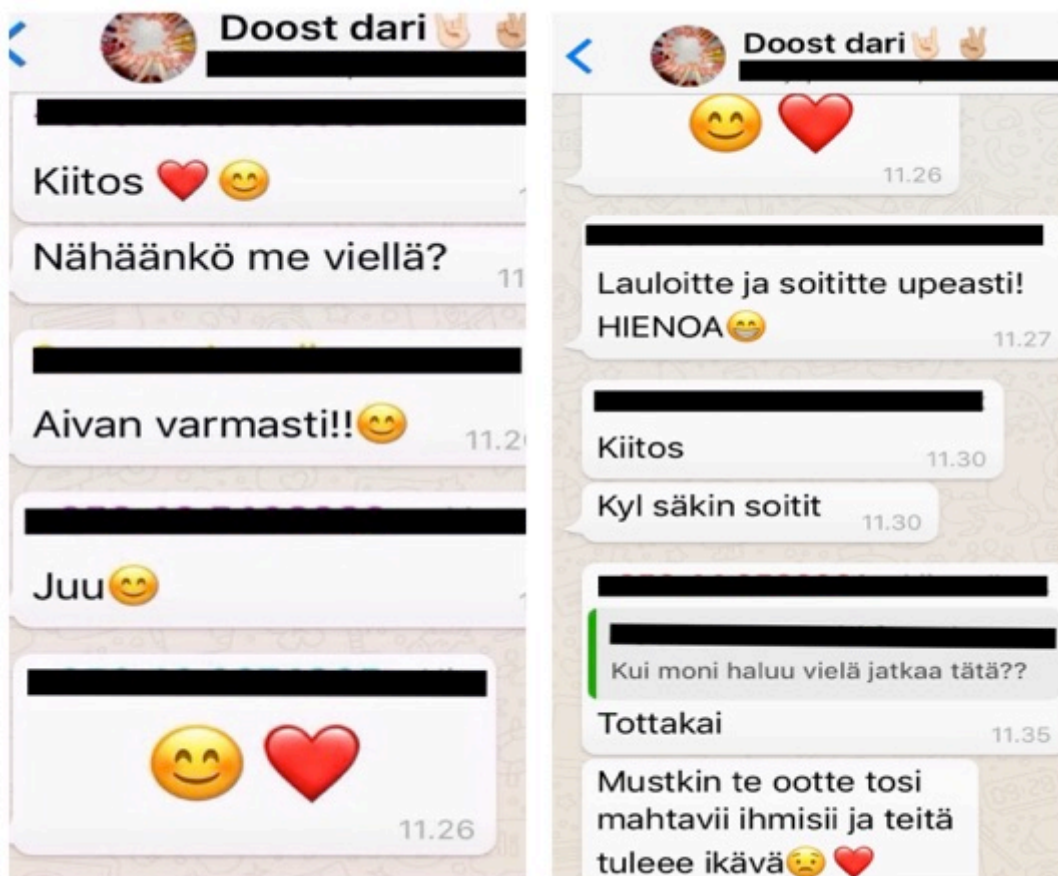 Doost dari🤘🏻 ✌🏻
Kiitos ❤️ 😊
Nähäänkö me viellä?
11
Aivan varmasti!!😊
11.2
Juu😊
😊 ❤️
11.26
Doost dari🤘🏻 ✌🏻
😊 ❤️
11.26
Lauloitte ja soititte upeasti!
HIENOA😁
11.27
Kiitos
11.30
Kyl säkin soitit
11.30
Kui moni haluu vielä jatkaa tätä??
Tottakai
11.35
Mustkin te ootte tosi
mahtavii ihmisii ja teitä
tuleee ikävä😟 ❤️